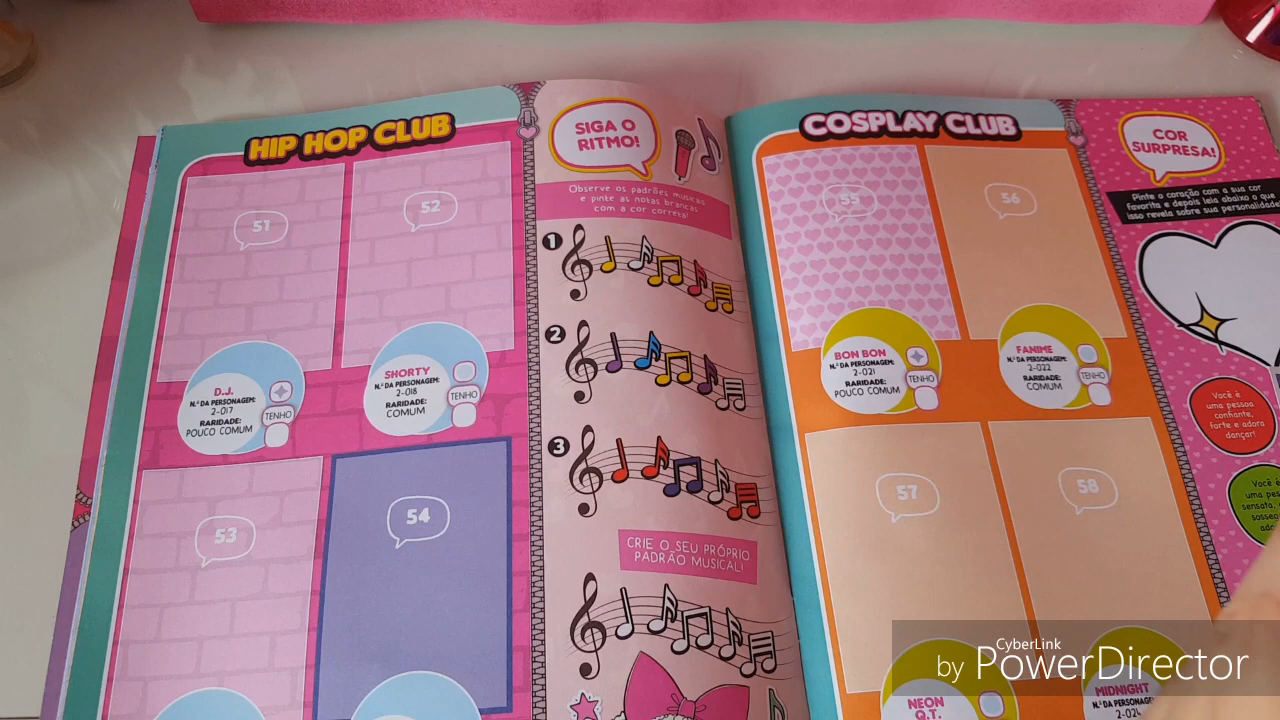 HIP HOP CLUB
51
52
D.J.
N.º DA PERSONAGEM:
2-017
RARIDADE:
POUCO COMUM
TENHO
SHORTY
N.º DA PERSONAGEM:
2-018
RARIDADE:
COMUM
TENHO
53
54
SIGA O
RITMO!
Observe os padrões musicais
e pinte as notas brancas
com a cor correta!
1
2
3
CRIE O SEU PRÓPRIO
PADRÃO MUSICAL!
COSPLAY CLUB
55
56
BON BON
N.º DA PERSONAGEM:
2-021
RARIDADE:
POUCO COMUM
TENHO
FANIME
N.º DA PERSONAGEM:
2-022
RARIDADE:
COMUM
TENHO
57
58
NEON
Q.T.
MIDNIGHT
N.º DA PERSONAGEM:
COR
SURPRESA!
Pinte o coração com a sua cor
favorita e depois leia abaixo o que
isso revela sobre sua personalidade
Você é
uma pessoa
confiante,
forte e adora
dançar!
Você é
uma pes
sensata,
CyberLink
by PowerDirector